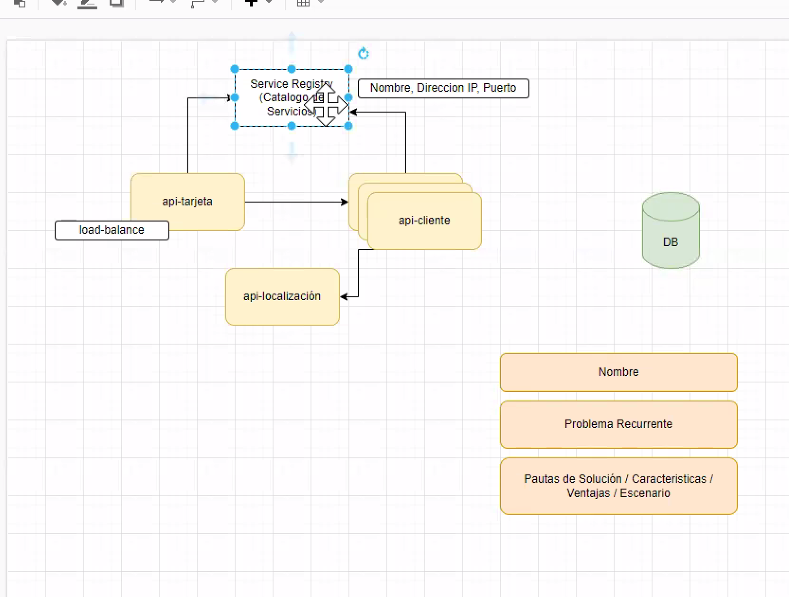 Service Registry
(Catalogo de
Servicios)
Nombre, Direccion IP, Puerto
api-tarjeta
load-balance
api-cliente
api-localización
DB
Nombre
Problema Recurrente
Pautas de Solución / Caracteristicas /
Ventajas / Escenario